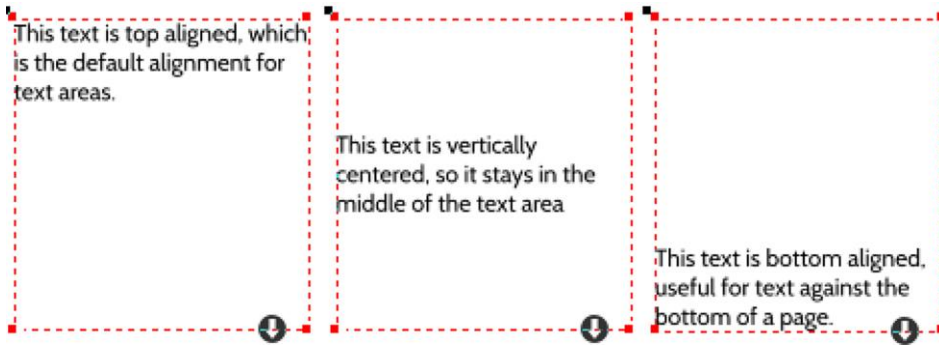 This text is top aligned, which
is the default alignment for
text areas.
This text is vertically
centered, so it stays in the
middle of the text area
This text is bottom aligned,
useful for text against the
bottom of a page.